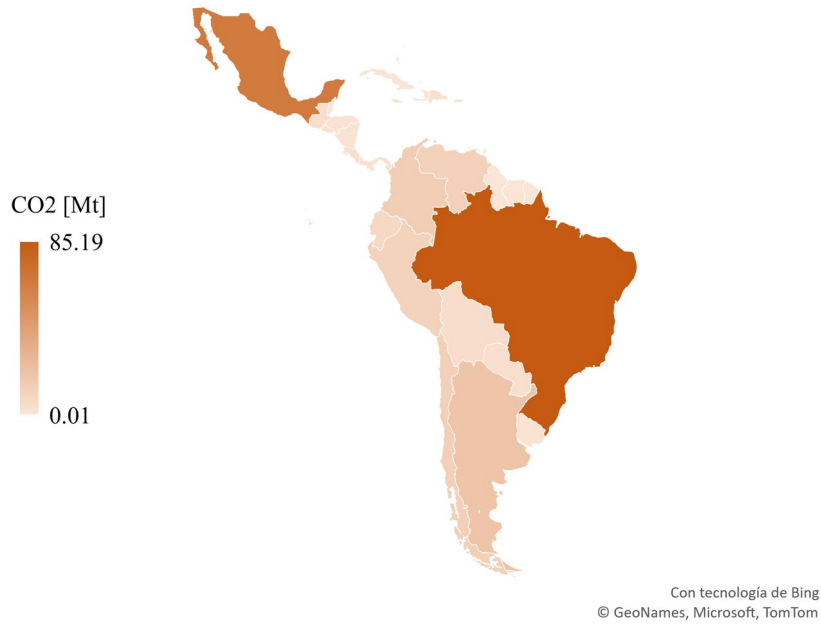 CO2 [Mt]
85.19
0.01
Con tecnología de Bing
© GeoNames, Microsoft, TomTom